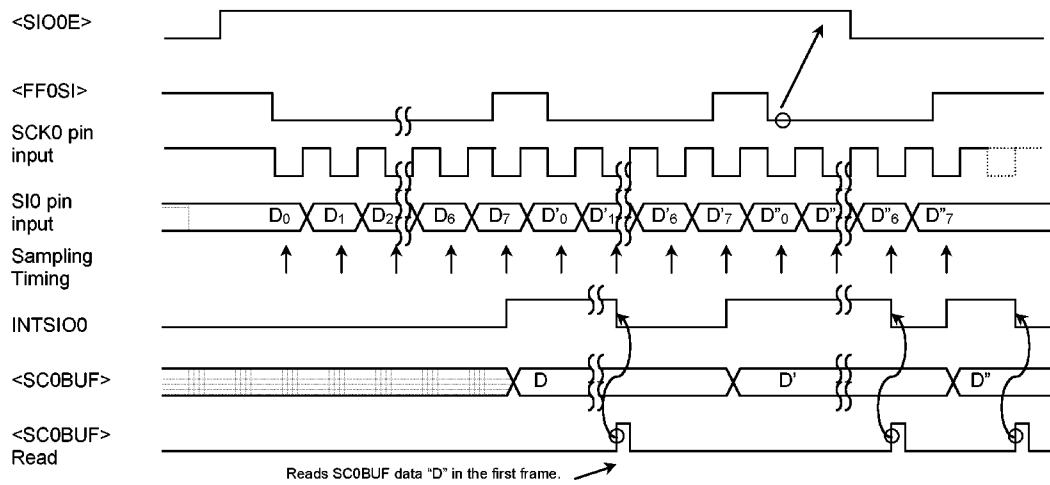 <SIO0E>
<FF0SI>
SCK0 pin
input
SI0 pin
input
D0 D1 D2 D6 D7 D'0 D'1 D'6 D'7 D"0 D" D"6 D"7
Sampling
Timing
INTSIO0
<SC0BUF>
D D' D"
<SC0BUF>
Read
Reads SC0BUF data "D" in the first frame.